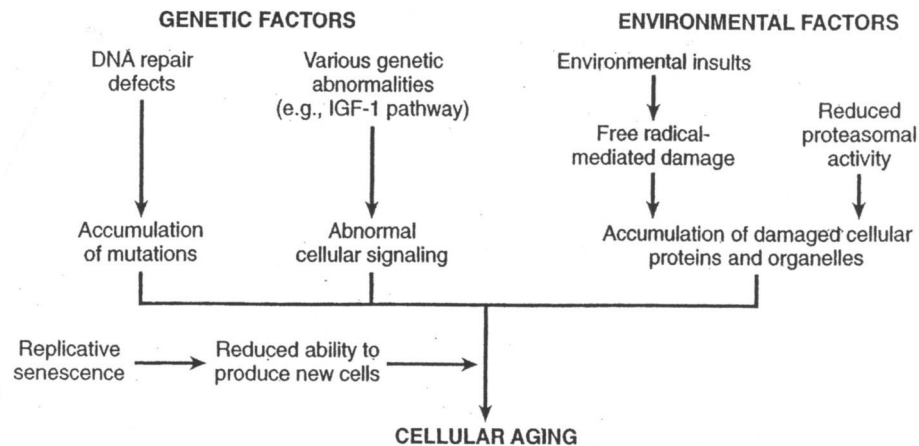 GENETIC FACTORS
ENVIRONMENTAL FACTORS
DNA repair
defects
Various genetic
abnormalities
(e.g., IGF-1 pathway)
Environmental insults
Free radical-
mediated damage
Reduced
proteasomal
activity
Accumulation
of mutations
Abnormal
cellular signaling
Accumulation of damaged cellular
proteins and organelles
Replicative
senescence
Reduced ability to
produce new cells
CELLULAR AGING